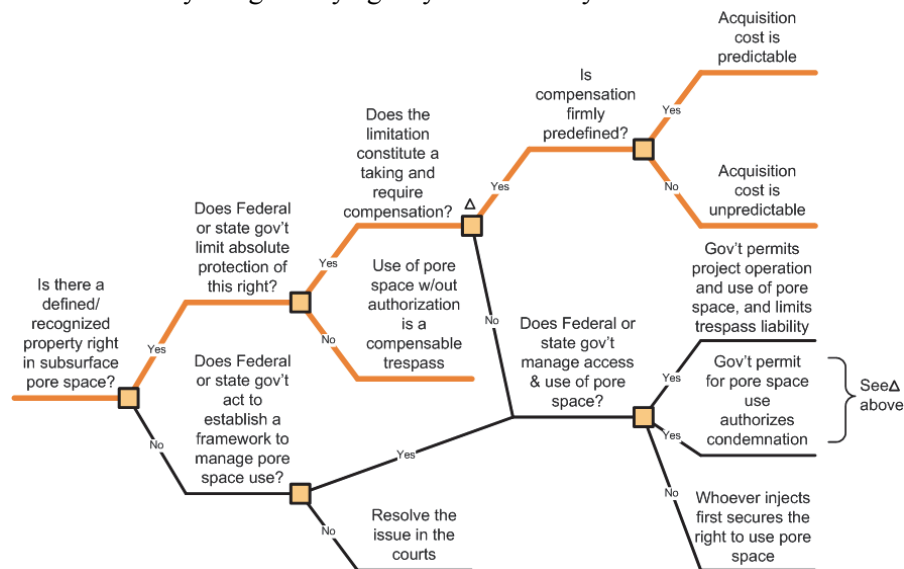 Acquisition
cost is
predictable
Is
compensation
firmly
predefined?
Yes
No
Acquisition
cost is
unpredictable
Does the
limitation
constitute a
taking and
require
compensation?
Δ
Yes
No
Does Federal
or state gov't
limit absolute
protection of
this right?
Yes
No
Use of pore
space w/out
authorization
is a
compensable
trespass
Is there a
defined/
recognized
property right
in subsurface
pore space?
Yes
No
Does Federal
or state gov't
act to
establish a
framework to
manage pore
space use?
Yes
No
Resolve the
issue in the
courts
Does Federal or
state gov't
manage access
& use of pore
space?
Yes
Yes
No
Gov't permits
project operation
and use of pore
space, and limits
trespass liability
Gov't permit
for pore space
use
authorizes
condemnation
SeeΔ
above
Whoever injects
first secures the
right to use pore
space